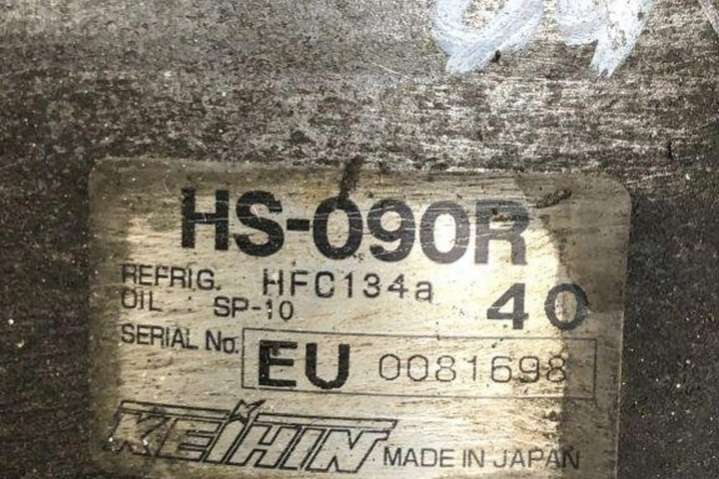 HS-090R
REFRIG. HFC134a
OIL SP-10 40
SERIAL No. EU 0081698
KEIHIN MADE IN JAPAN